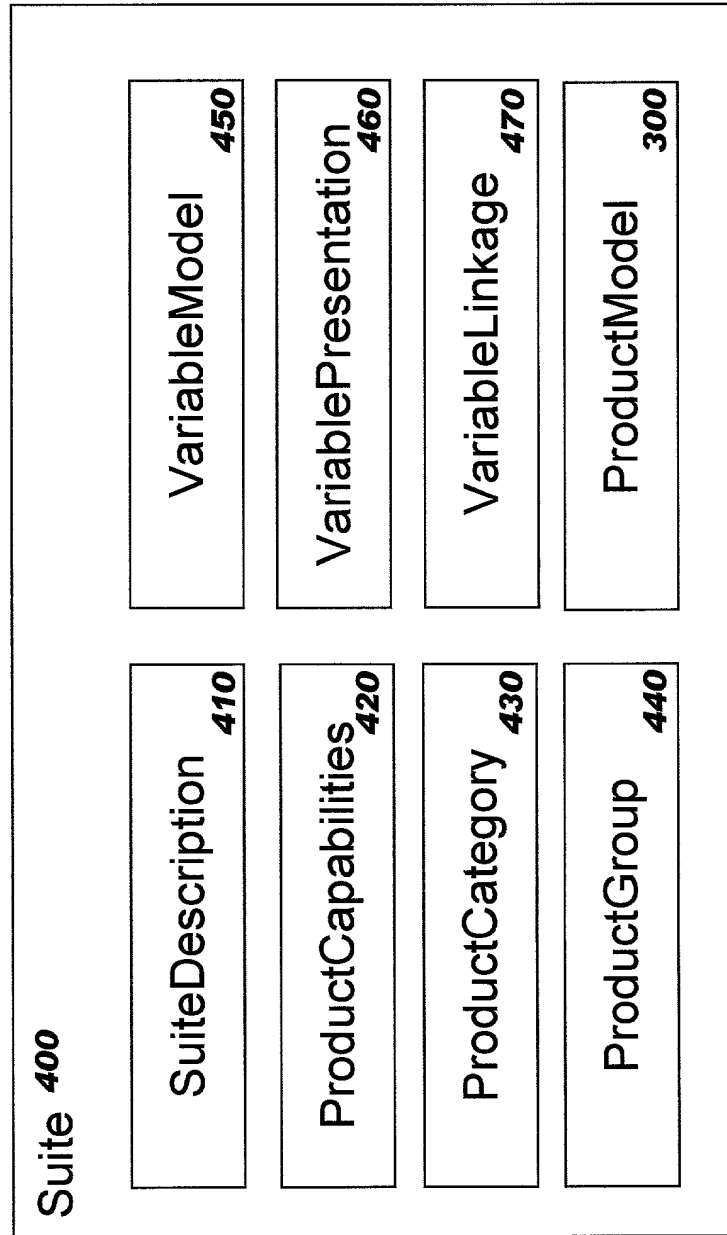 Suite 400
SuiteDescription
410
VariableModel
450
ProductCapabilities
420
VariablePresentation
460
ProductCategory
430
VariableLinkage
470
ProductGroup
440
ProductModel
300